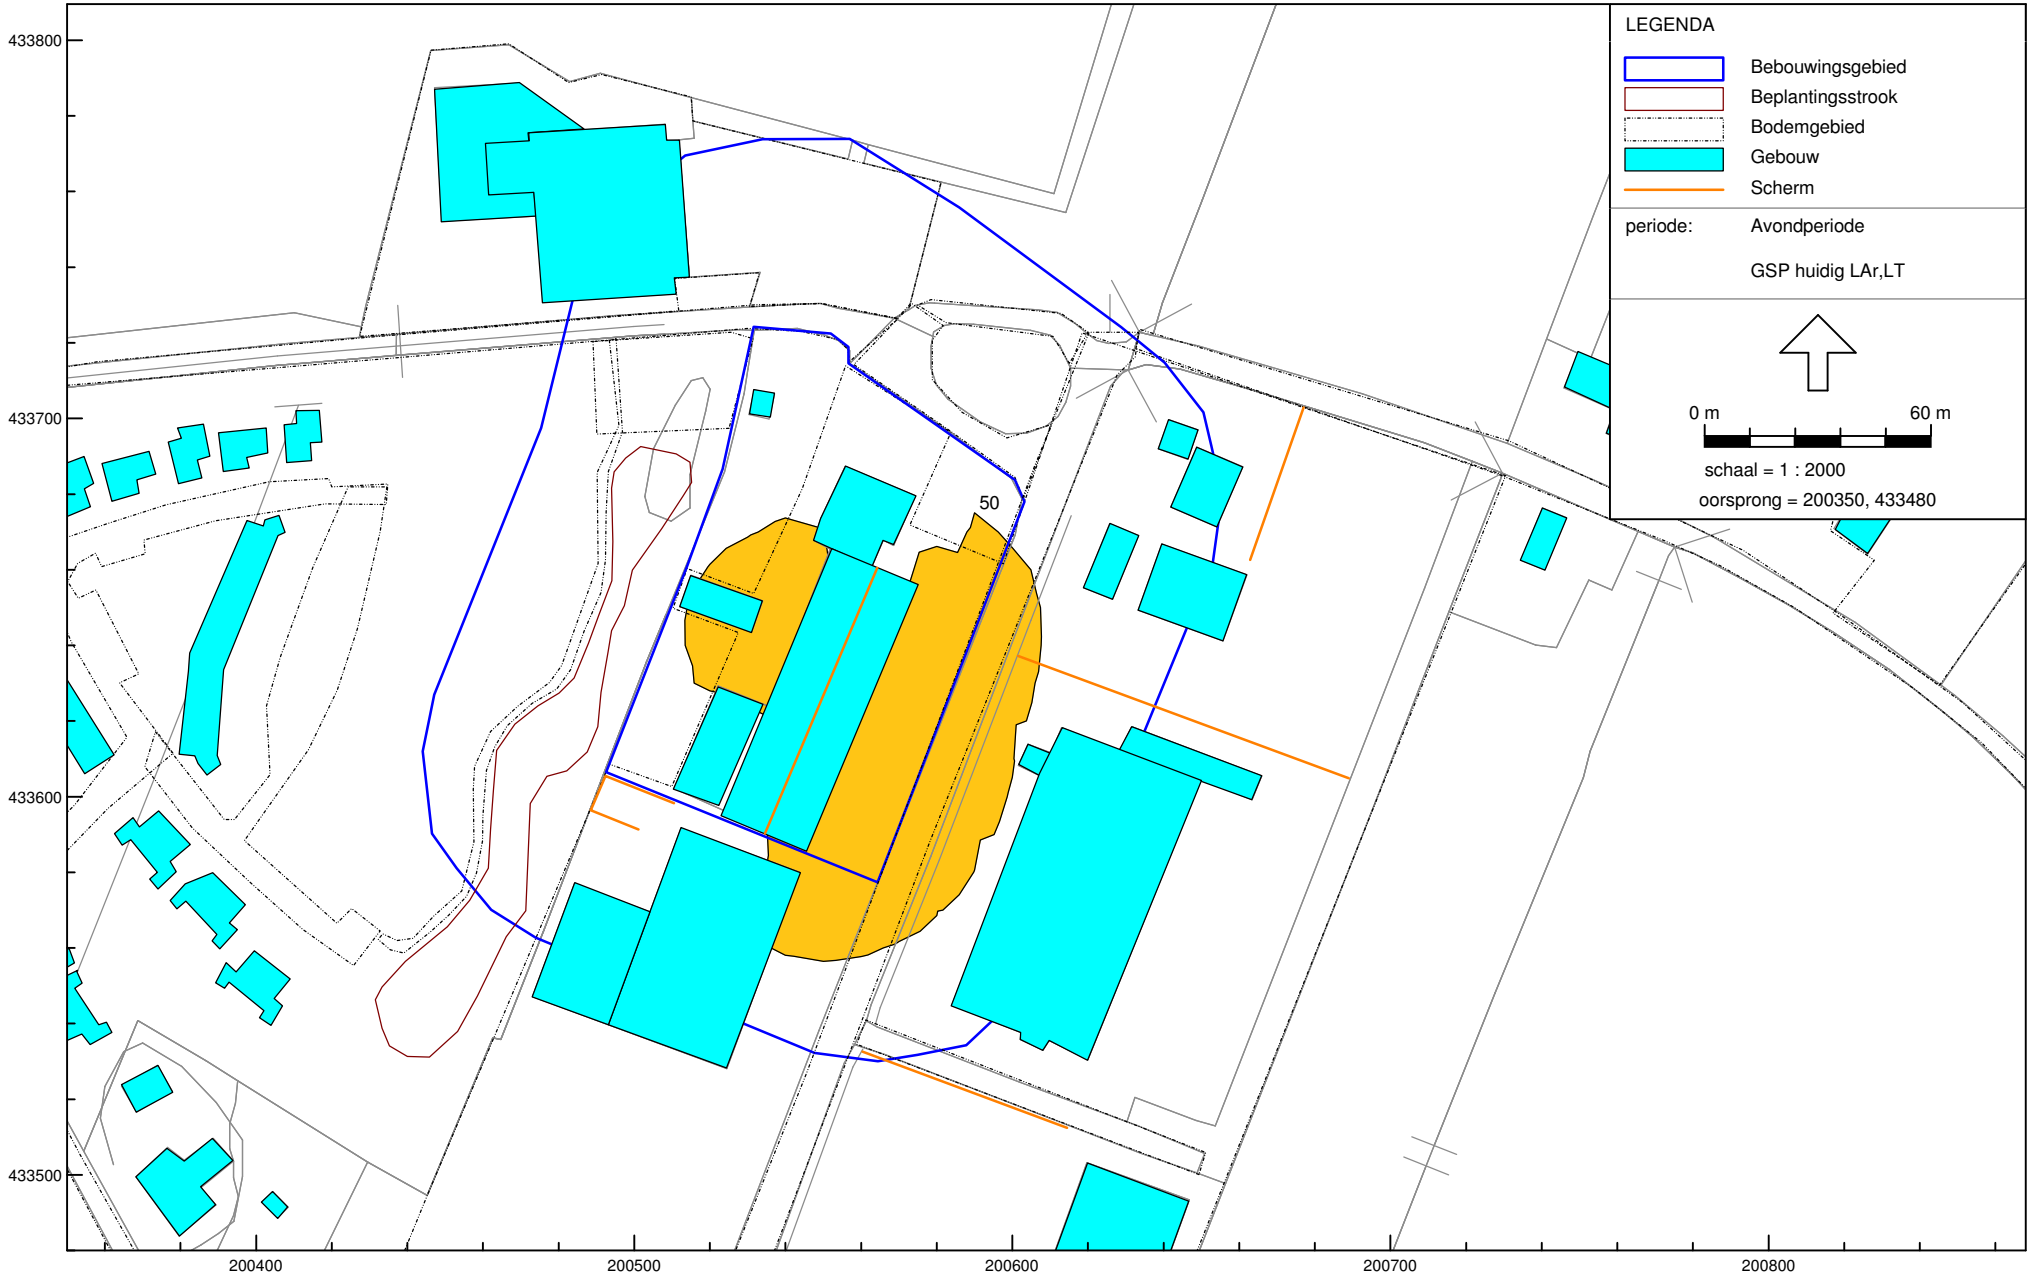 LEGENDA
Bebouwingsgebied
Beplantingsstrook
Bodemgebied
Gebouw
Scherm
periode: Avondperiode
GSP huidig LAr,LT
0 m 60 m
schaal = 1 : 2000
oorsprong = 200350, 433480
50
433800
433700
433600
433500
200400 200500 200600 200700 200800